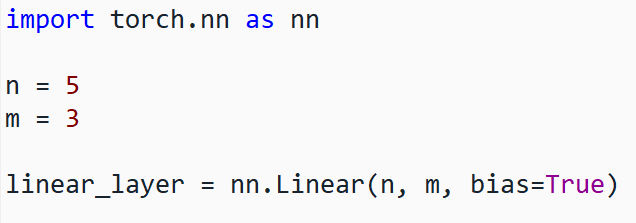 import torch.nn as nn
n = 5
m = 3
linear_layer = nn.Linear(n, m, bias=True)